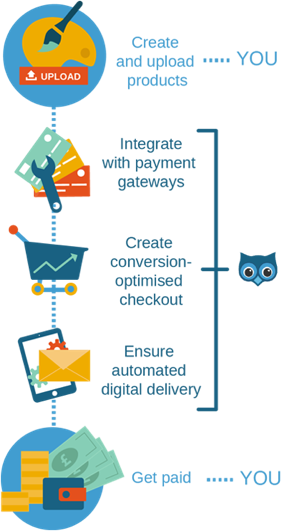 UPLOAD
Create
and upload
products
YOU
Integrate
with payment
gateways
Create
conversion-
optimised
checkout
Ensure
automated
digital delivery
£
Get paid
YOU